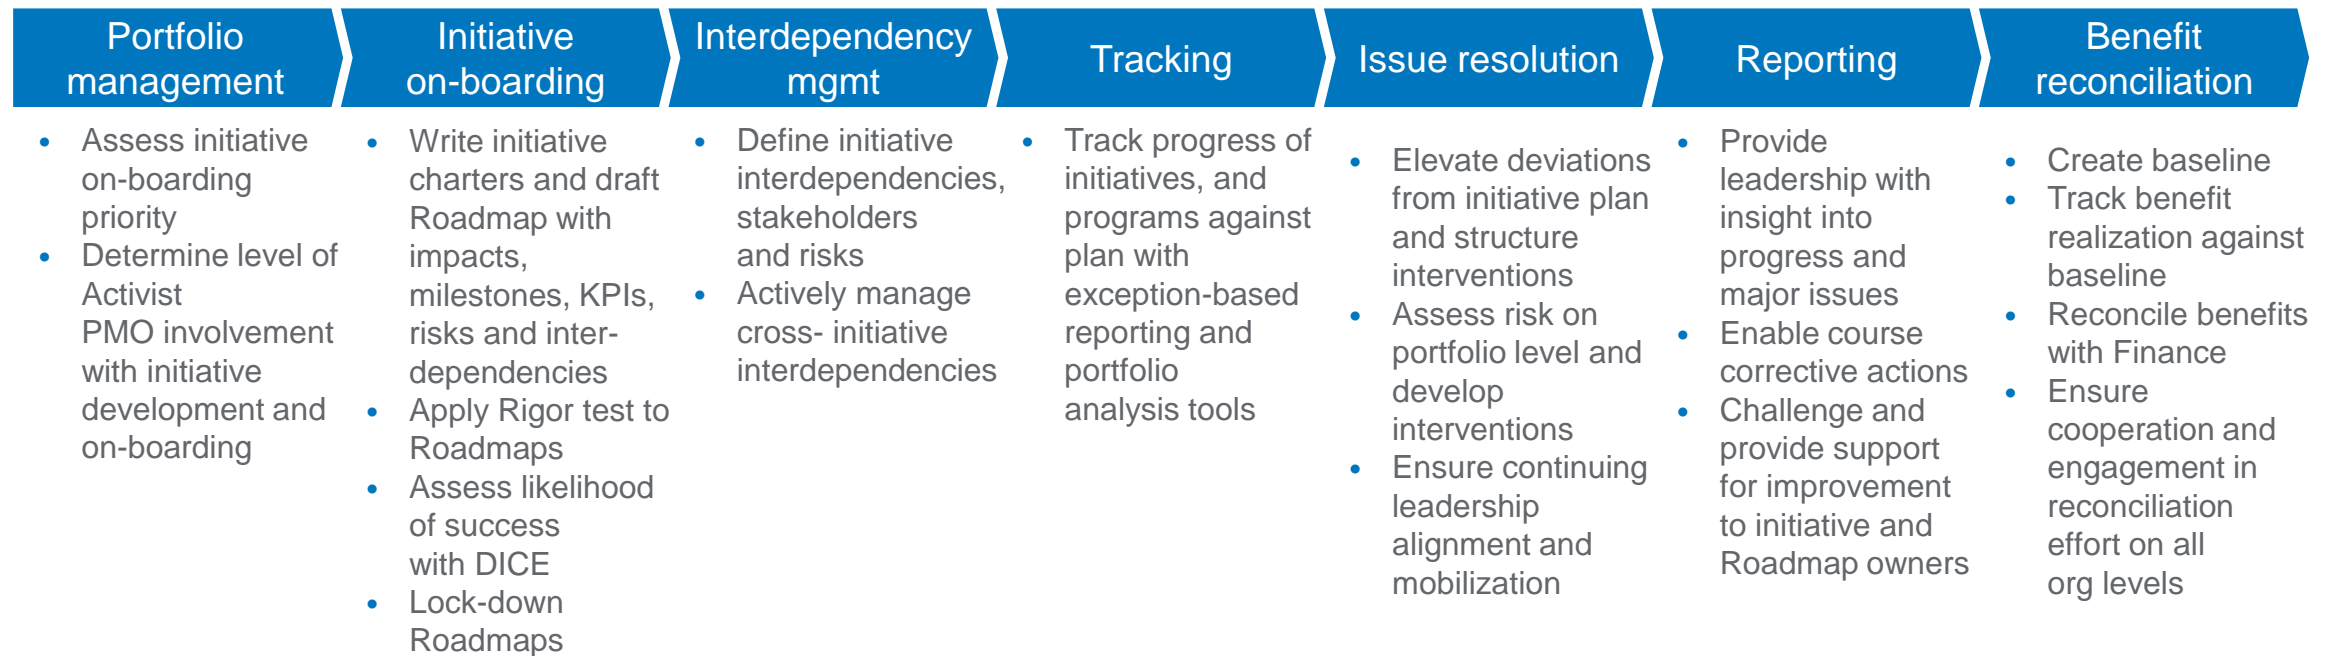 Portfolio
management
Initiative
on-boarding
Interdependency
mgmt
Tracking
Issue resolution
Reporting
Benefit
reconciliation
• Assess initiative
on-boarding
priority
• Determine level of
Activist
PMO involvement
with initiative
development and
on-boarding
• Write initiative
charters and draft
Roadmap with
impacts,
milestones, KPIs,
risks and inter-
dependencies
• Apply Rigor test to
Roadmaps
• Assess likelihood
of success
with DICE
• Lock-down
Roadmaps
• Define initiative
interdependencies,
stakeholders
and risks
• Actively manage
cross- initiative
interdependencies
• Track progress of
initiatives, and
programs against
plan with
exception-based
reporting and
portfolio
analysis tools
• Elevate deviations
from initiative plan
and structure
interventions
• Assess risk on
portfolio level and
develop
interventions
• Ensure continuing
leadership
alignment and
mobilization
• Provide
leadership with
insight into
progress and
major issues
• Enable course
corrective actions
• Challenge and
provide support
for improvement
to initiative and
Roadmap owners
• Create baseline
• Track benefit
realization against
baseline
• Reconcile benefits
with Finance
• Ensure
cooperation and
engagement in
reconciliation
effort on all
org levels